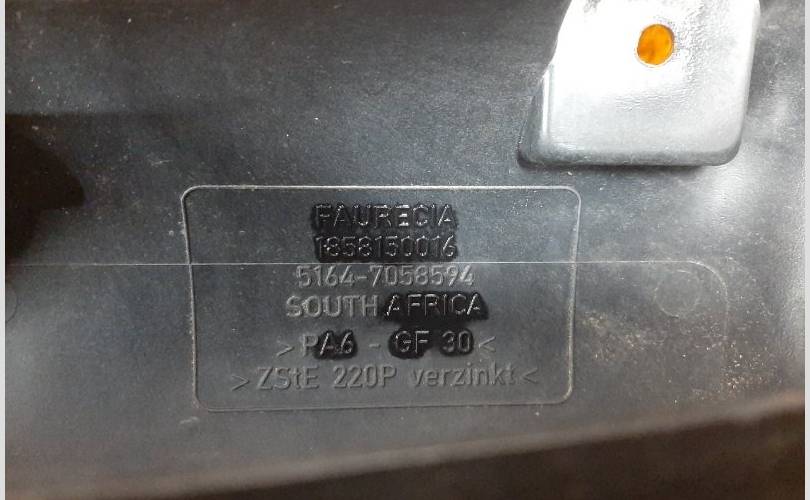 FAURECIA
1858150016
5164-7058594
SOUTH AFRICA
>PA6 - GF 30<
>ZStE 220P verzinkt<